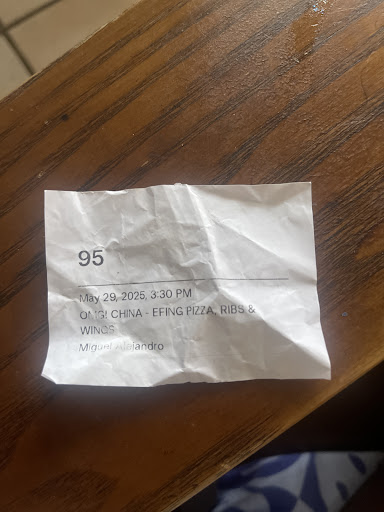 95
May 29, 2025, 3:30 PM
OMG! CHINA - EFING PIZZA, RIBS &
WINGS
Miguel Alejandro